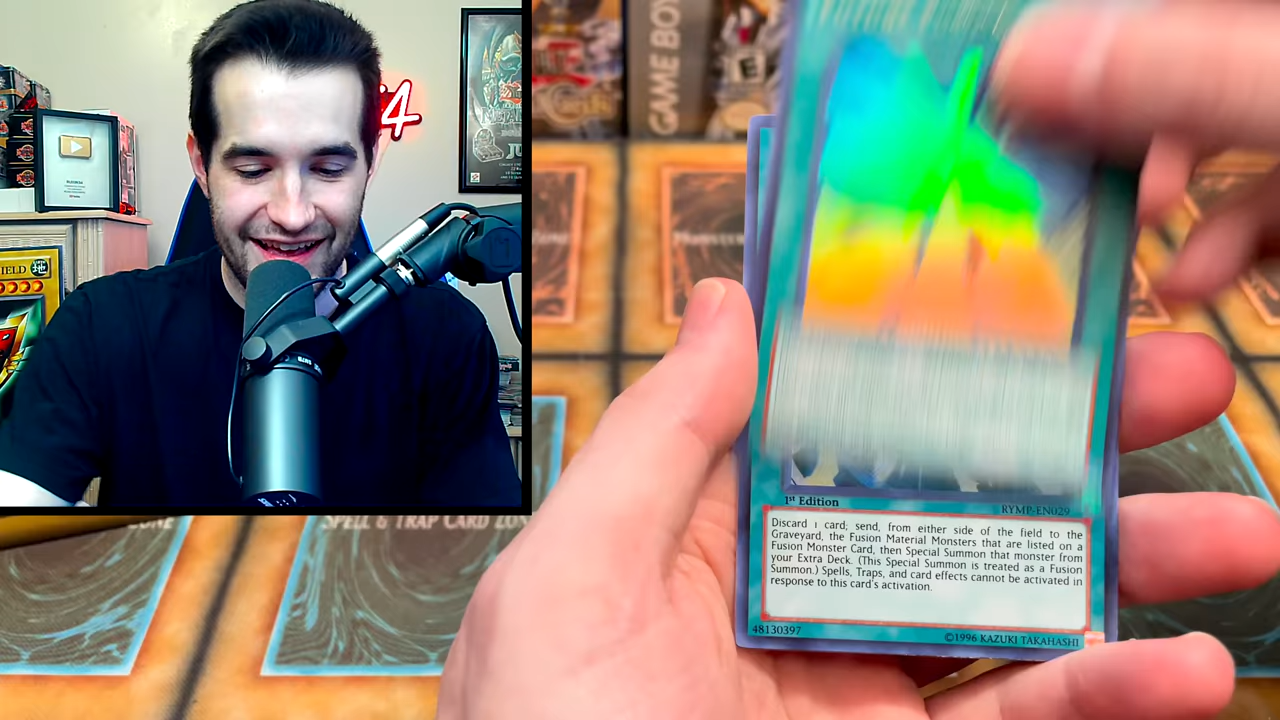 GAME BOY
E
4
IELD
SPELL & TRAP CARD ZON
1st Edition
RYMP-EN029
Discard 1 card; send, from either side of the field to the
Graveyard, the Fusion Material Monsters that are listed on a
Fusion Monster Card, then Special Summon that monster from
your Extra Deck. (This Special Summon is treated as a Fusion
Summon.) Spells, Traps, and card effects cannot be activated in
response to this card's activation.
48130397
©1996 KAZUKI TAKAHASHI